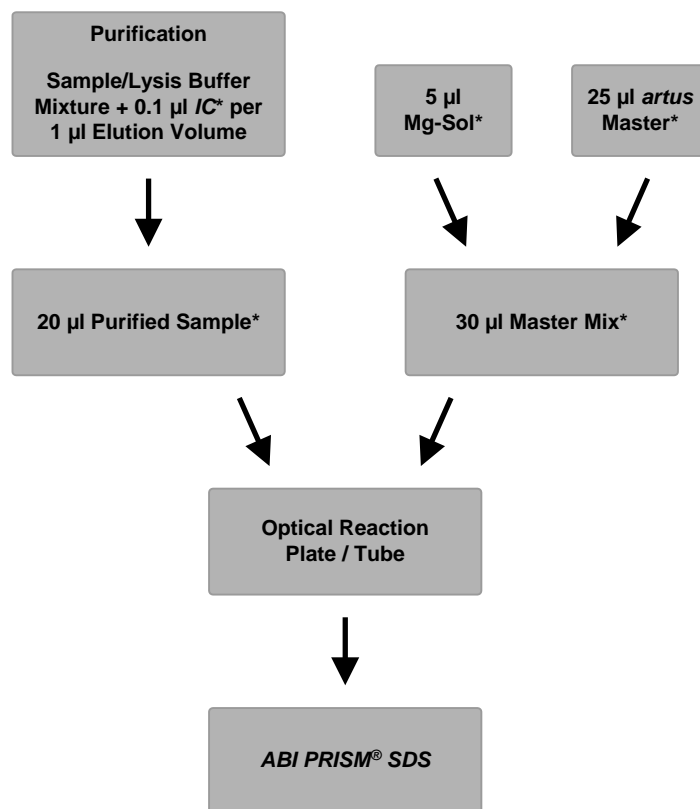 Purification
Sample/Lysis Buffer
Mixture + 0.1 µl IC* per
1 µl Elution Volume
5 µl
Mg-Sol*
25 µl artus
Master*
20 µl Purified Sample*
30 µl Master Mix*
Optical Reaction
Plate / Tube
ABI PRISM® SDS